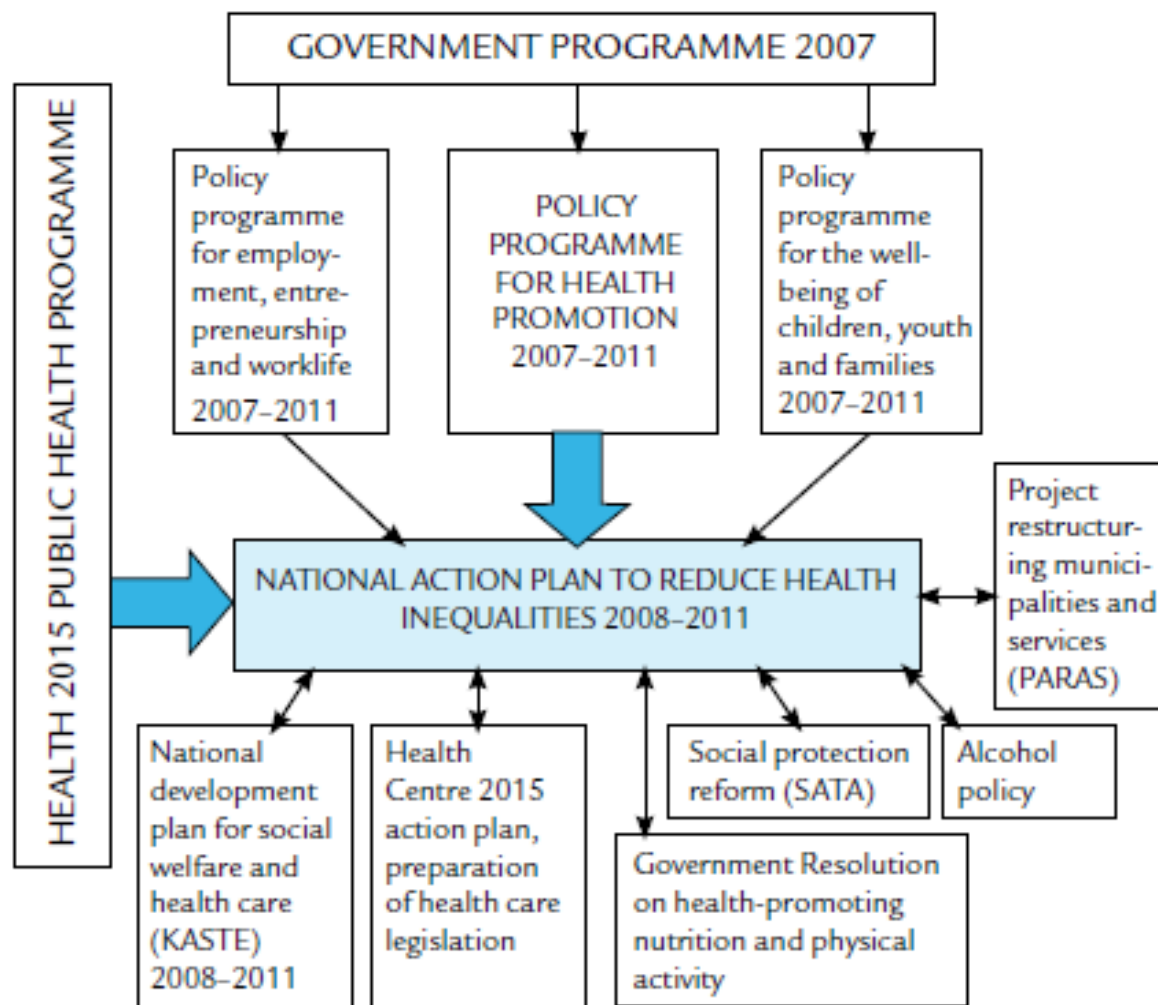 GOVERNMENT PROGRAMME 2007
HEALTH 2015 PUBLIC HEALTH PROGRAMME
Policy
programme
for employ-
ment, entre-
preneurship
and worklife
2007–2011
POLICY
PROGRAMME
FOR HEALTH
PROMOTION
2007–2011
Policy
programme
for the well-
being of
children, youth
and families
2007–2011
Project
restructur-
ing munici-
palities and
services
(PARAS)
NATIONAL ACTION PLAN TO REDUCE HEALTH
INEQUALITIES 2008–2011
National
development
plan for social
welfare and
health care
(KASTE)
2008–2011
Health
Centre 2015
action plan,
preparation
of health care
legislation
Social protection
reform (SATA)
Alcohol
policy
Government Resolution
on health-promoting
nutrition and physical
activity